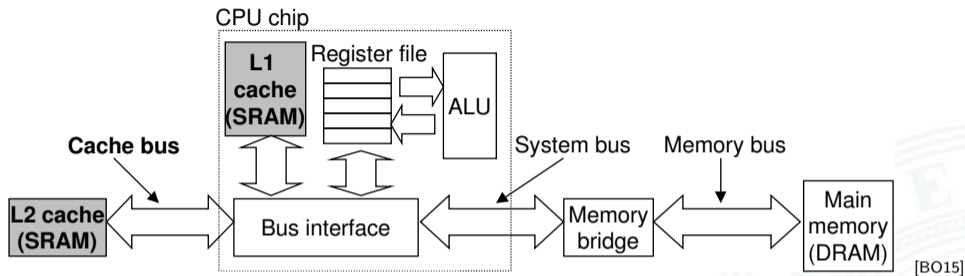 CPU chip
L1
cache
(SRAM)
Register file
ALU
Cache bus
System bus
Memory bus
L2 cache
(SRAM)
Bus interface
Memory
bridge
Main
memory
(DRAM)
[BO15]
E